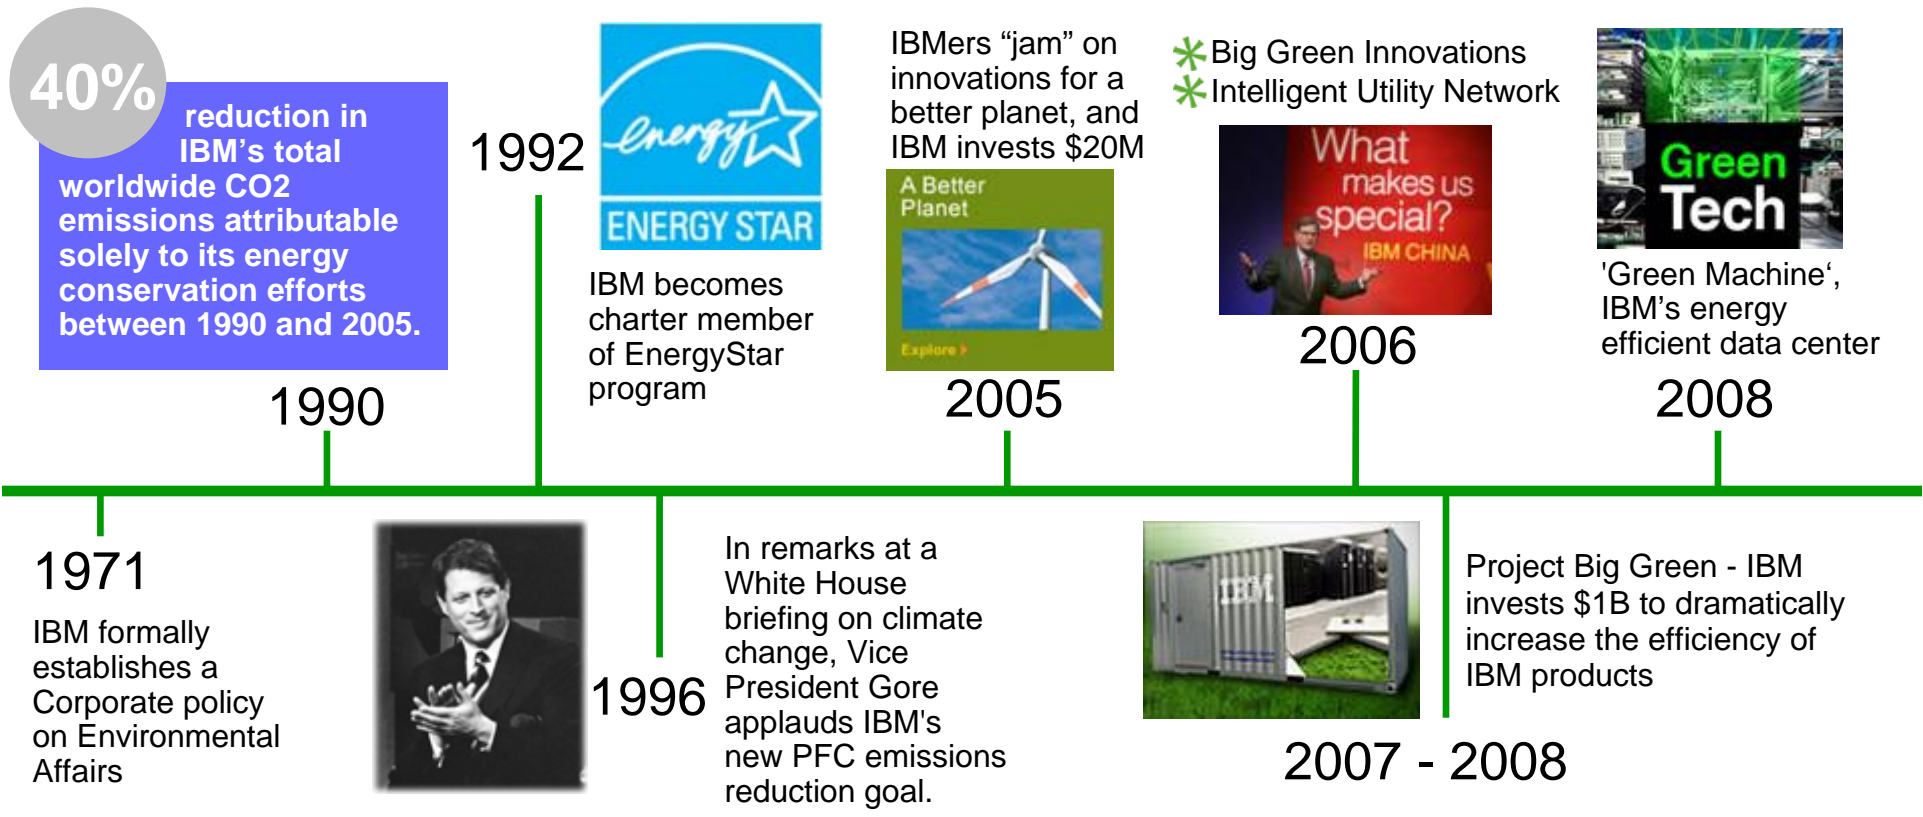 40%
reduction in
IBM’s total
worldwide CO2
emissions attributable
solely to its energy
conservation efforts
between 1990 and 2005.
1990
1992
energy
ENERGY STAR
IBM becomes
charter member
of EnergyStar
program
IBMers “jam” on
innovations for a
better planet, and
IBM invests $20M
A Better
Planet
Explore
2005
Big Green Innovations
Intelligent Utility Network
What
makes us
special?
IBM CHINA
2006
Green
Tech
'Green Machine‘,
IBM’s energy
efficient data center
2008
1971
IBM formally
establishes a
Corporate policy
on Environmental
Affairs
1996
In remarks at a
White House
briefing on climate
change, Vice
President Gore
applauds IBM's
new PFC emissions
reduction goal.
IBM
2007 - 2008
Project Big Green - IBM
invests $1B to dramatically
increase the efficiency of
IBM products